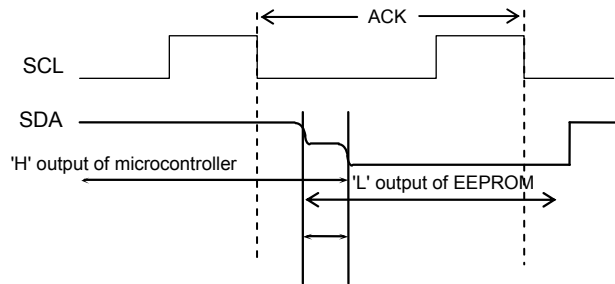 ACK
SCL
SDA
'H' output of microcontroller
'L' output of EEPROM